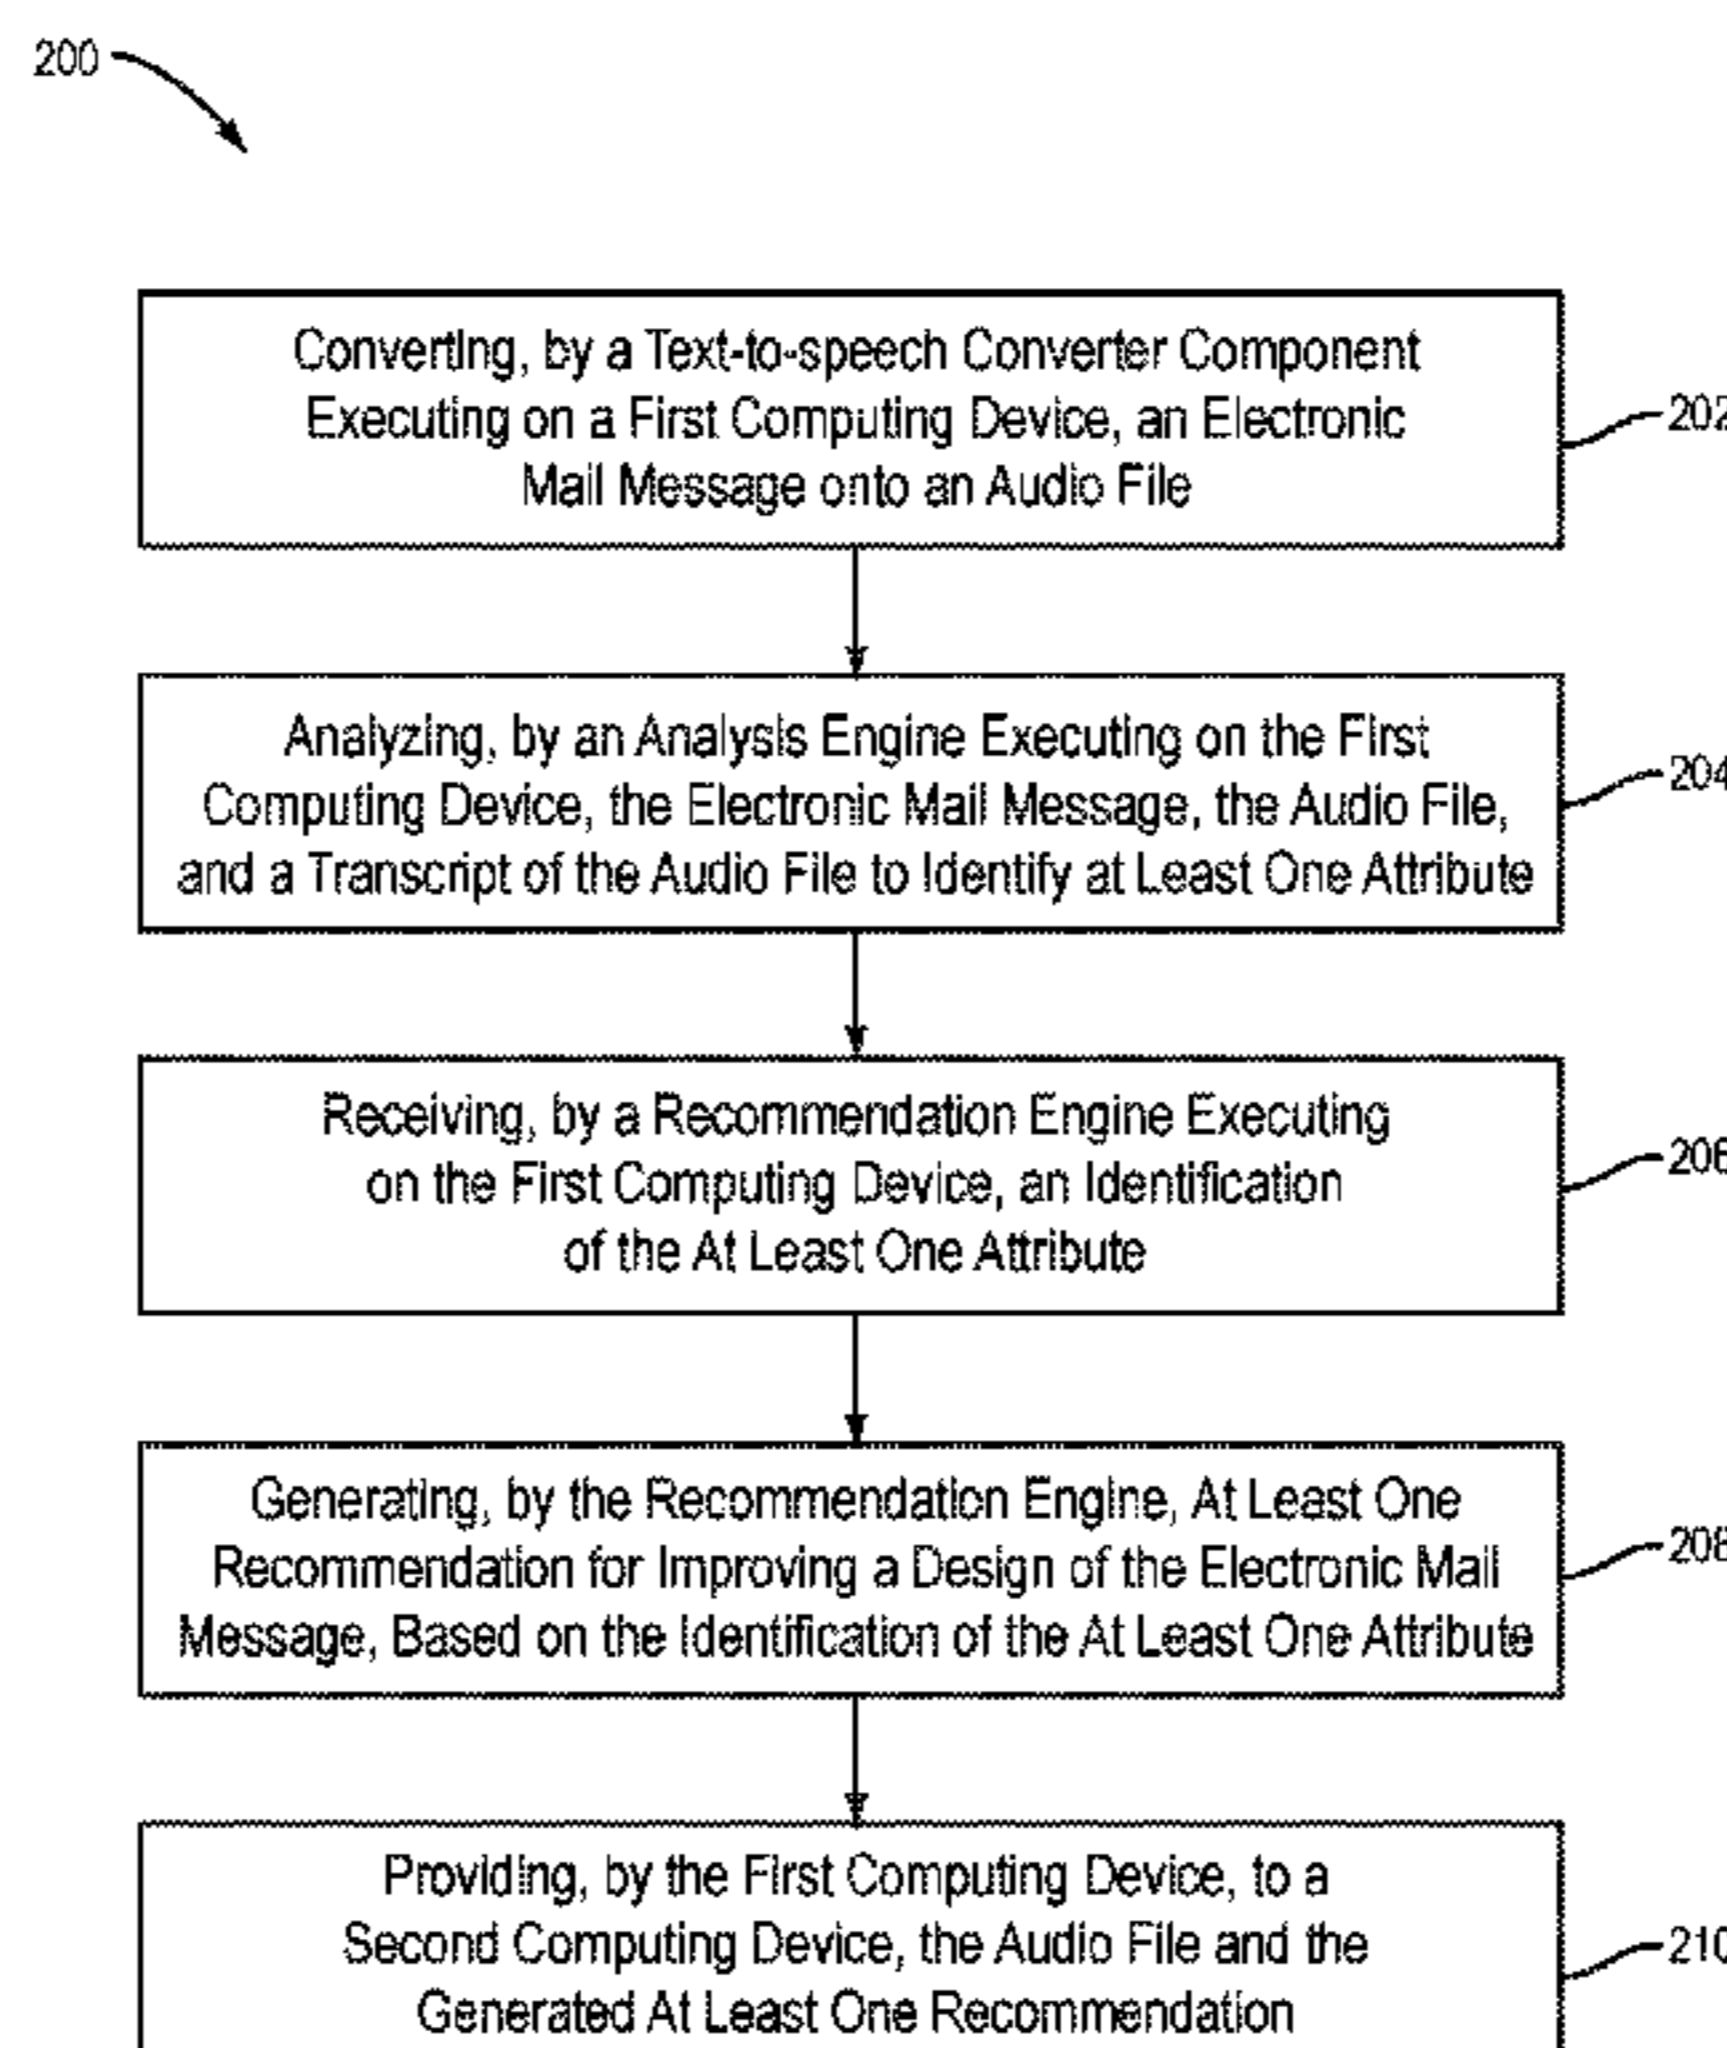 200
Converting, by a Text-to-speech Converter Component
Executing on a First Computing Device, an Electronic
Mail Message onto an Audio File
202
Analyzing, by an Analysis Engine Executing on the First
Computing Device, the Electronic Mail Message, the Audio File,
and a Transcript of the Audio File to Identify at Least One Attribute
204
Receiving, by a Recommendation Engine Executing
on the First Computing Device, an Identification
of the At Least One Attribute
206
Generating, by the Recommendation Engine, At Least One
Recommendation for Improving a Design of the Electronic Mail
Message, Based on the Identification of the At Least One Attribute
208
Providing, by the First Computing Device, to a
Second Computing Device, the Audio File and the
Generated At Least One Recommendation
210